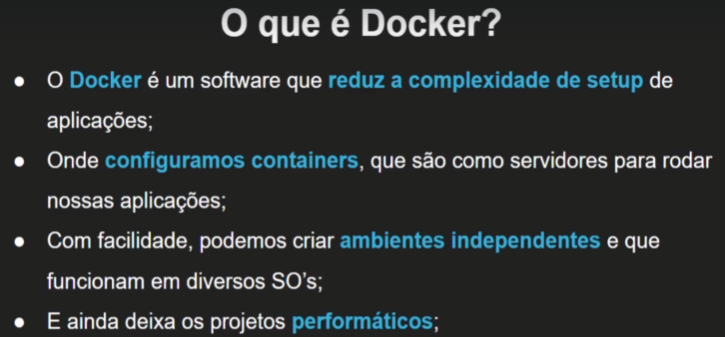 O que é Docker?
● O Docker é um software que reduz a complexidade de setup de
aplicações;
● Onde configuramos containers, que são como servidores para rodar
nossas aplicações;
● Com facilidade, podemos criar ambientes independentes e que
funcionam em diversos SO's;
● E ainda deixa os projetos performáticos;